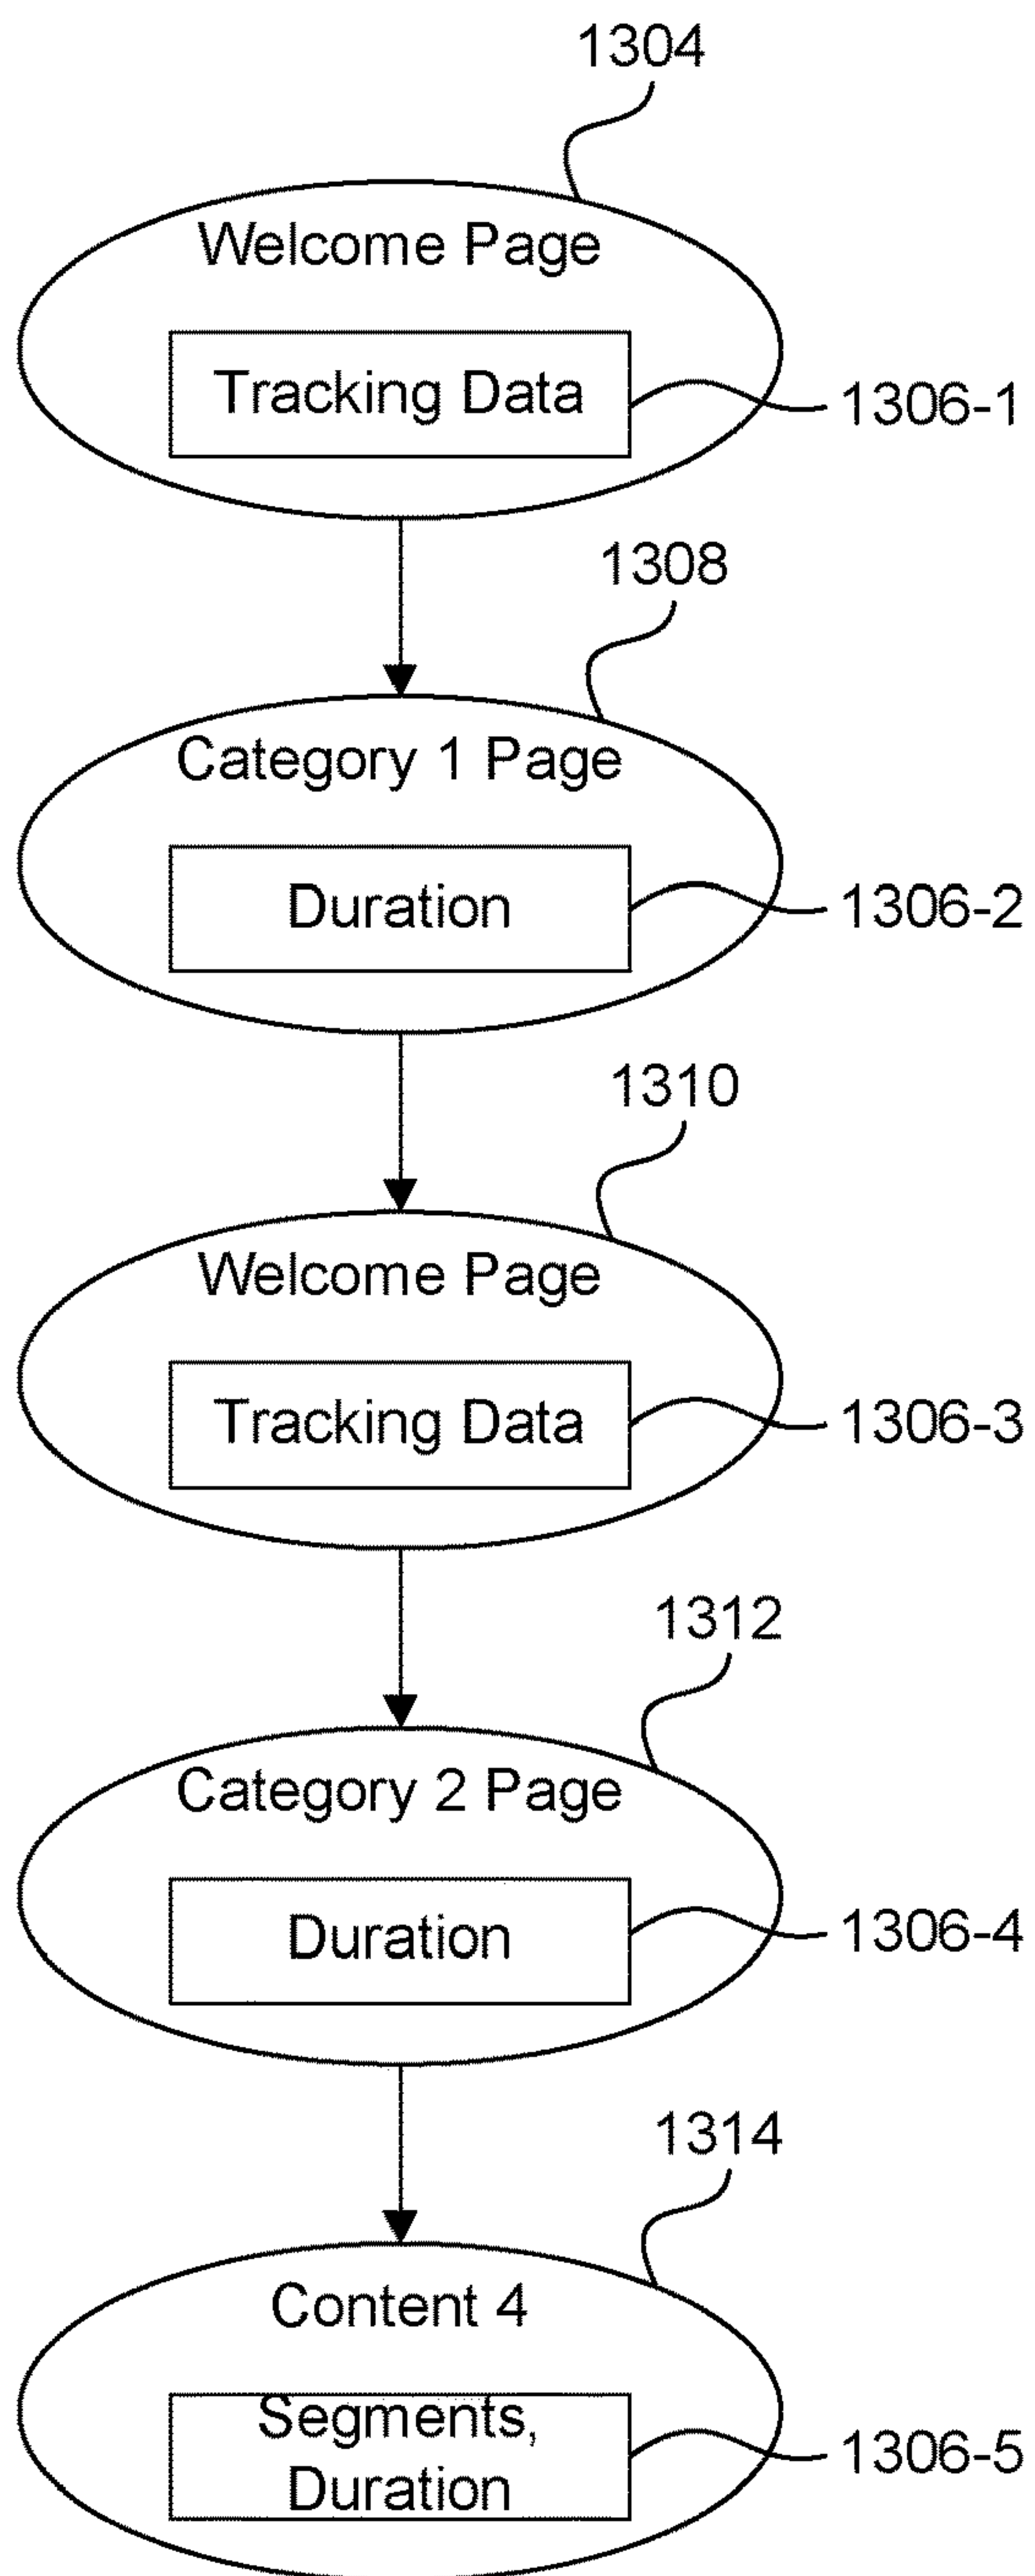 1304
Welcome Page
Tracking Data
1306-1
1308
Category 1 Page
Duration
1306-2
1310
Welcome Page
Tracking Data
1306-3
1312
Category 2 Page
Duration
1306-4
1314
Content 4
Segments,
Duration
1306-5